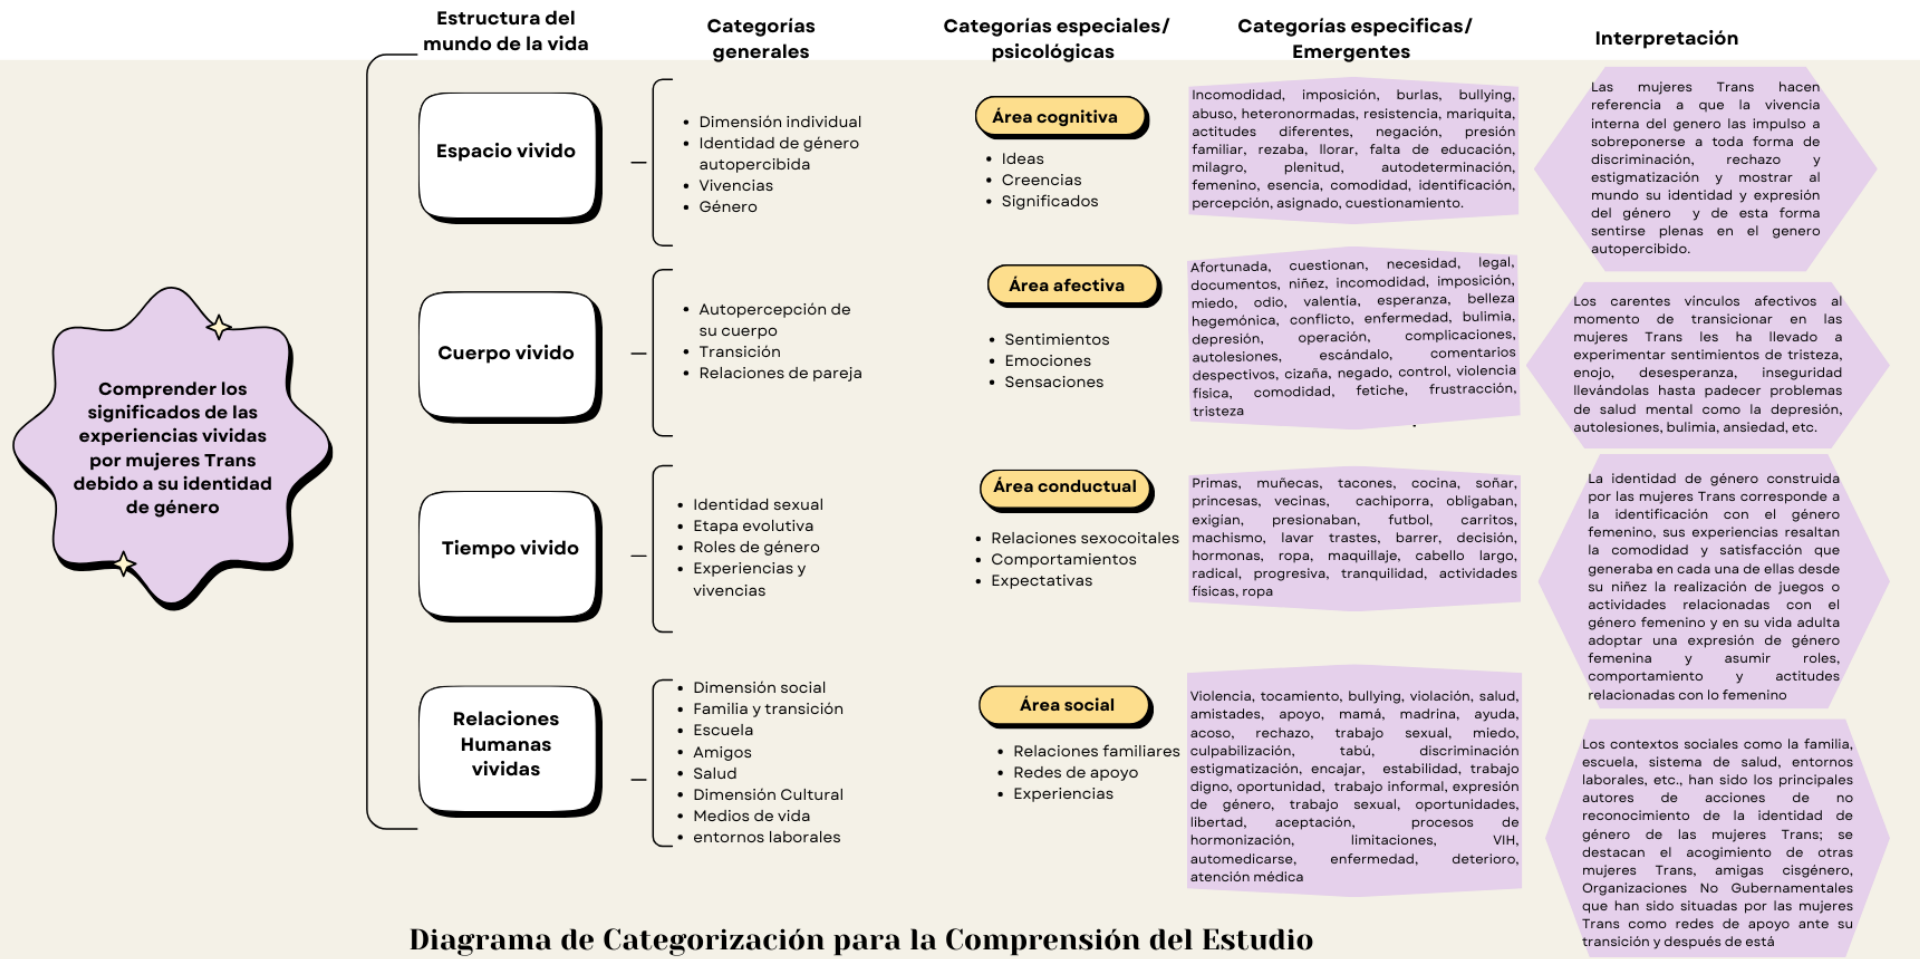 Estructura del
mundo de la vida
Categorías
generales
Categorías especiales/
psicológicas
Categorías especificas/
Emergentes
Interpretación
Comprender los
significados de las
experiencias vividas
por mujeres Trans
debido a su identidad
de género
Espacio vivido
Dimensión individual
Identidad de género
autopercibida
Vivencias
Género
Área cognitiva
Ideas
Creencias
Significados
Incomodidad, imposición, burlas, bullying,
abuso, heteronormadas, resistencia, mariquita,
actitudes diferentes, negación, presión
familiar, rezaba, llorar, falta de educación,
milagro, plenitud, autodeterminación,
femenino, esencia, comodidad, identificación,
percepción, asignado, cuestionamiento.
Las mujeres Trans hacen
referencia a que la vivencia
interna del genero las impulso a
sobreponerse a toda forma de
discriminación, rechazo y
estigmatización y mostrar al
mundo su identidad y expresión
del género y de esta forma
sentirse plenas en el genero
autopercibido.
Cuerpo vivido
Autopercepción de
su cuerpo
Transición
Relaciones de pareja
Área afectiva
Sentimientos
Emociones
Sensaciones
Afortunada, cuestionan, necesidad, legal,
documentos, niñez, incomodidad, imposición,
miedo, odio, valentía, esperanza, belleza
hegemónica, conflicto, enfermedad, bulimia,
depresión, operación, complicaciones,
autolesiones, escándalo, comentarios
despectivos, cizaña, negado, control, violencia
física, comodidad, fetiche, frustracción,
tristeza
Los carentes vínculos afectivos al
momento de transicionar en las
mujeres Trans les ha llevado a
experimentar sentimientos de tristeza,
enojo, desesperanza, inseguridad
llevándolas hasta padecer problemas
de salud mental como la depresión,
autolesiones, bulimia, ansiedad, etc.
Tiempo vivido
Identidad sexual
Etapa evolutiva
Roles de género
Experiencias y
vivencias
Área conductual
Relaciones sexocoitales
Comportamientos
Expectativas
Primas, muñecas, tacones, cocina, soñar,
princesas, vecinas, cachiporra, obligaban,
exigían, presionaban, futbol, carritos,
machismo, lavar trastes, barrer, decisión,
hormonas, ropa, maquillaje, cabello largo,
radical, progresiva, tranquilidad, actividades
físicas, ropa
La identidad de género construida
por las mujeres Trans corresponde a
la identificación con el género
femenino, sus experiencias resaltan
la comodidad y satisfacción que
generaba en cada una de ellas desde
su niñez la realización de juegos o
actividades relacionadas con el
género femenino y en su vida adulta
adoptar una expresión de género
femenina y asumir roles,
comportamiento y actitudes
relacionadas con lo femenino
Relaciones
Humanas
vividas
Dimensión social
Familia y transición
Escuela
Amigos
Salud
Dimensión Cultural
Medios de vida
entornos laborales
Área social
Relaciones familiares
Redes de apoyo
Experiencias
Violencia, tocamiento, bullying, violación, salud,
amistades, apoyo, mamá, madrina, ayuda,
acoso, rechazo, trabajo sexual, miedo,
culpabilización, tabú, discriminación
estigmatización, encajar, estabilidad, trabajo
digno, oportunidad, trabajo informal, expresión
de género, trabajo sexual, oportunidades,
libertad, aceptación, procesos de
hormonización, limitaciones, VIH,
automedicarse, enfermedad, deterioro,
atención médica
Los contextos sociales como la familia,
escuela, sistema de salud, entornos
laborales, etc., han sido los principales
autores de acciones de no
reconocimiento de la identidad de
género de las mujeres Trans; se
destacan el acogimiento de otras
mujeres Trans, amigas cisgénero,
Organizaciones No Gubernamentales
que han sido situadas por las mujeres
Trans como redes de apoyo ante su
transición y después de está
Diagrama de Categorización para la Comprensión del Estudio